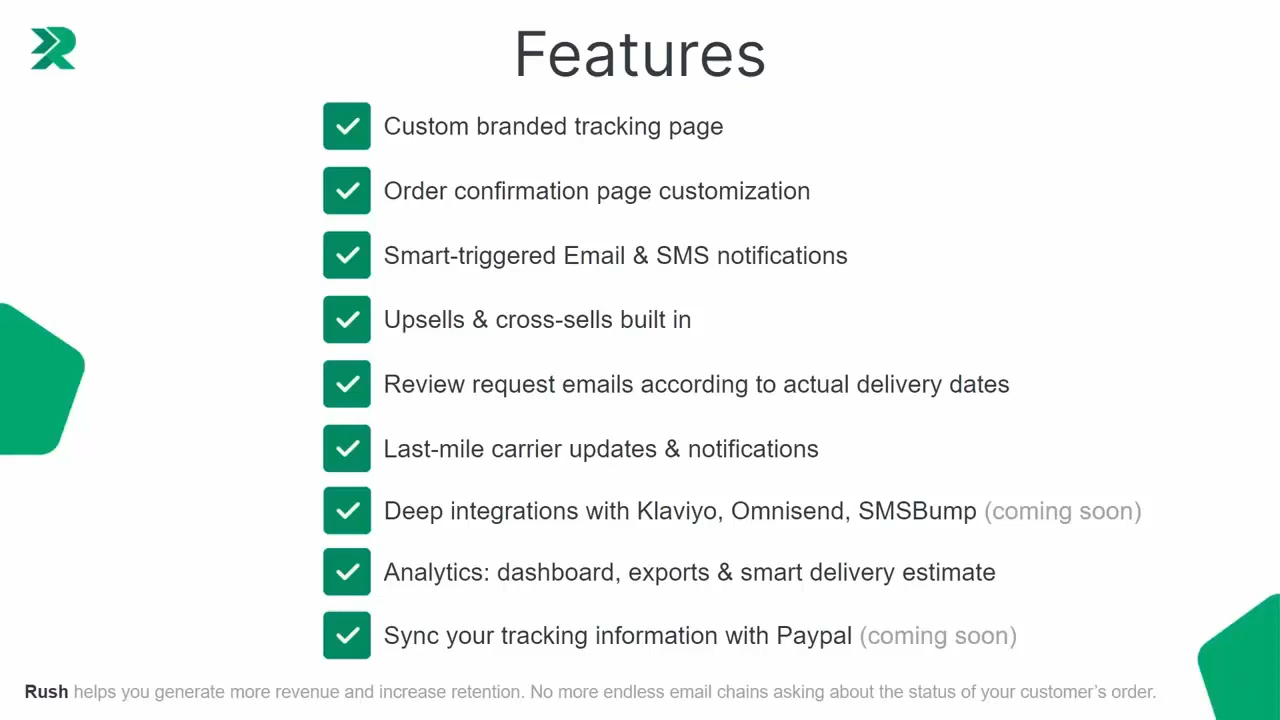 Features
Custom branded tracking page
Order confirmation page customization
Smart-triggered Email & SMS notifications
Upsells & cross-sells built in
Review request emails according to actual delivery dates
Last-mile carrier updates & notifications
Deep integrations with Klaviyo, Omnisend, SMSBump (coming soon)
Analytics: dashboard, exports & smart delivery estimate
Sync your tracking information with Paypal (coming soon)
Rush helps you generate more revenue and increase retention. No more endless email chains asking about the status of your customer’s order.